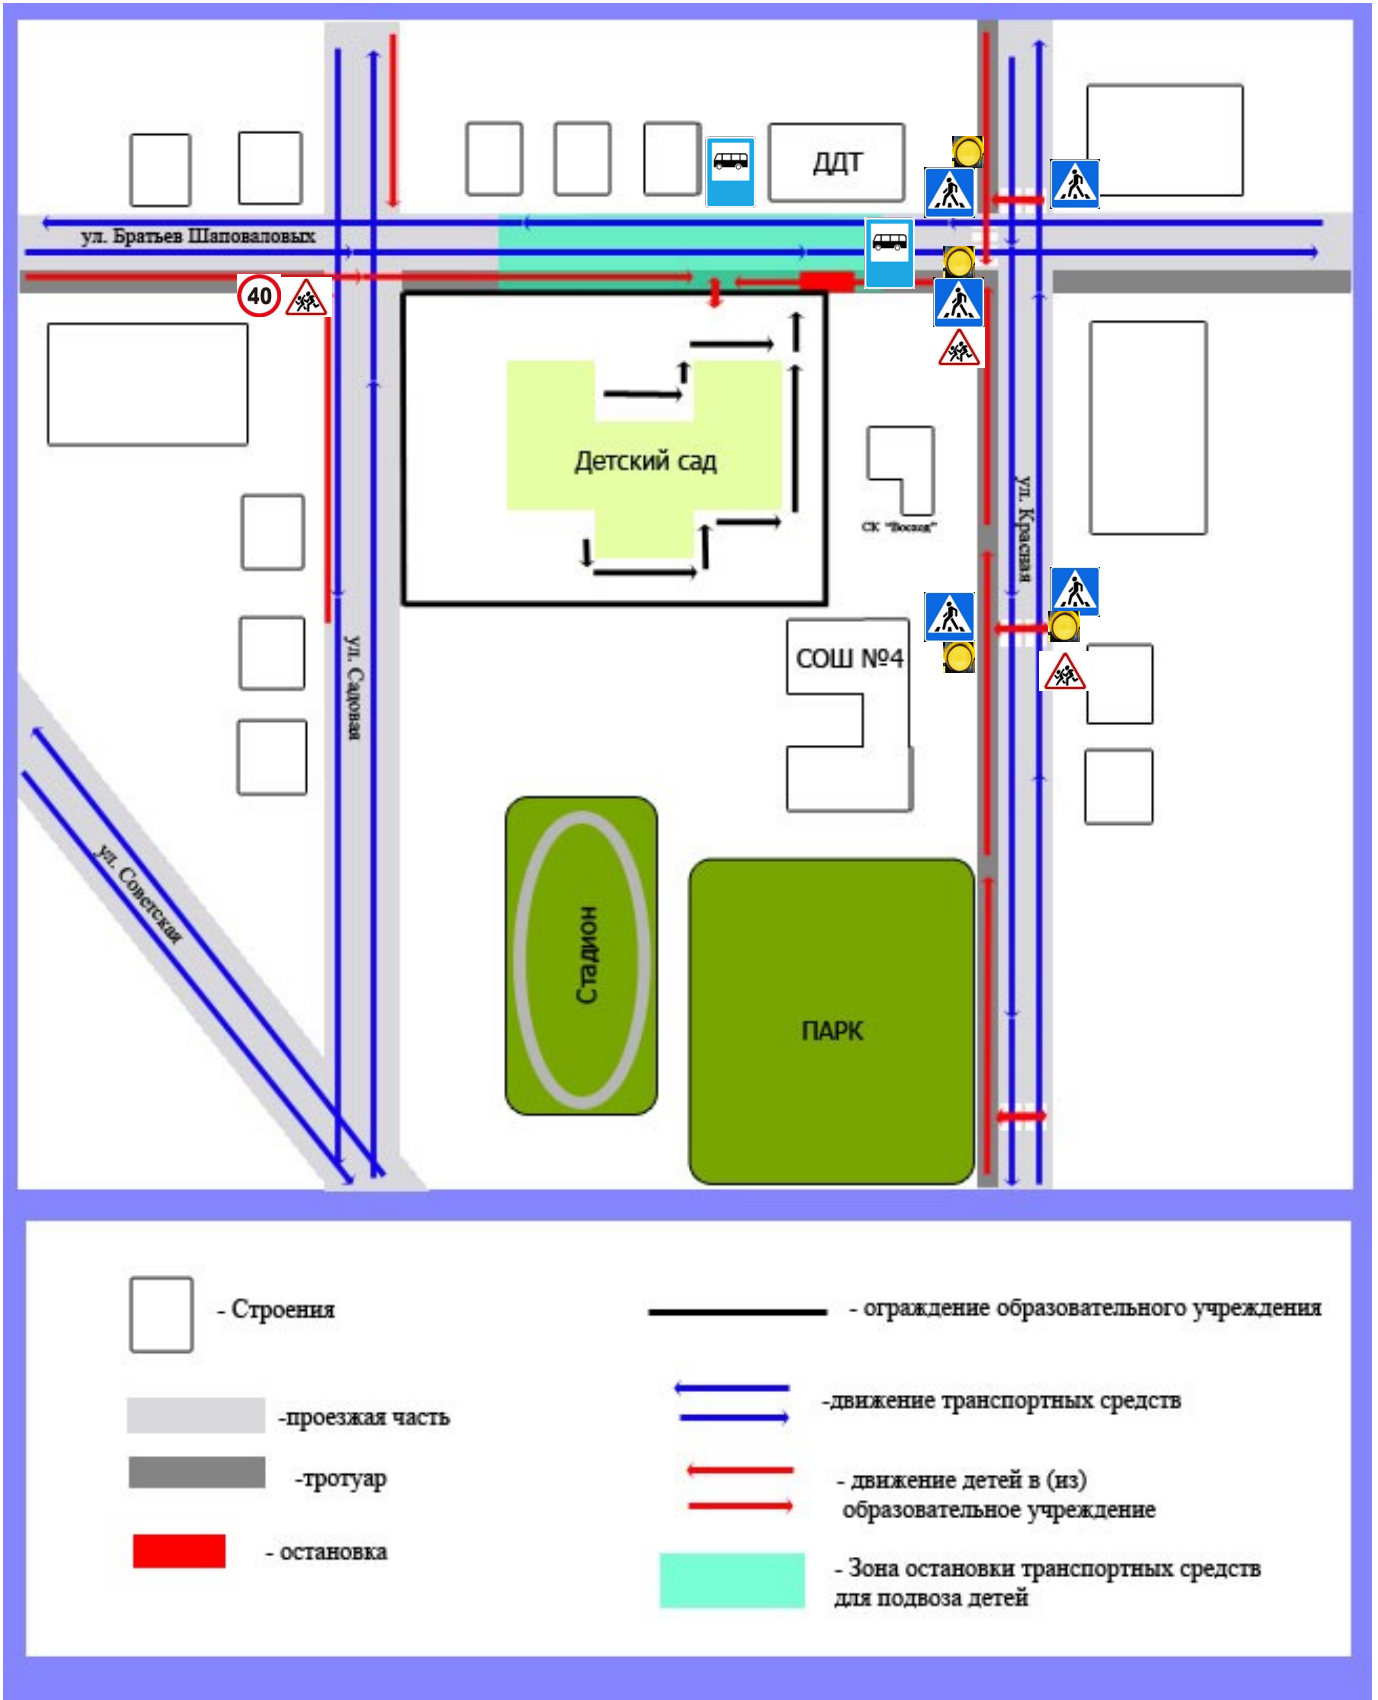 ДДТ
ул. Братьев Шаповаловых
40
Детский сад
СК "Восход"
ул. Красная
СОШ №4
ул. Садовая
ул. Советская
Стадион
ПАРК
- Строения
- ограждение образовательного учреждения
-проезжая часть
-движение транспортных средств
-тротуар
- движение детей в (из)
образовательное учреждение
- остановка
- Зона остановки транспортных средств
для подвоза детей